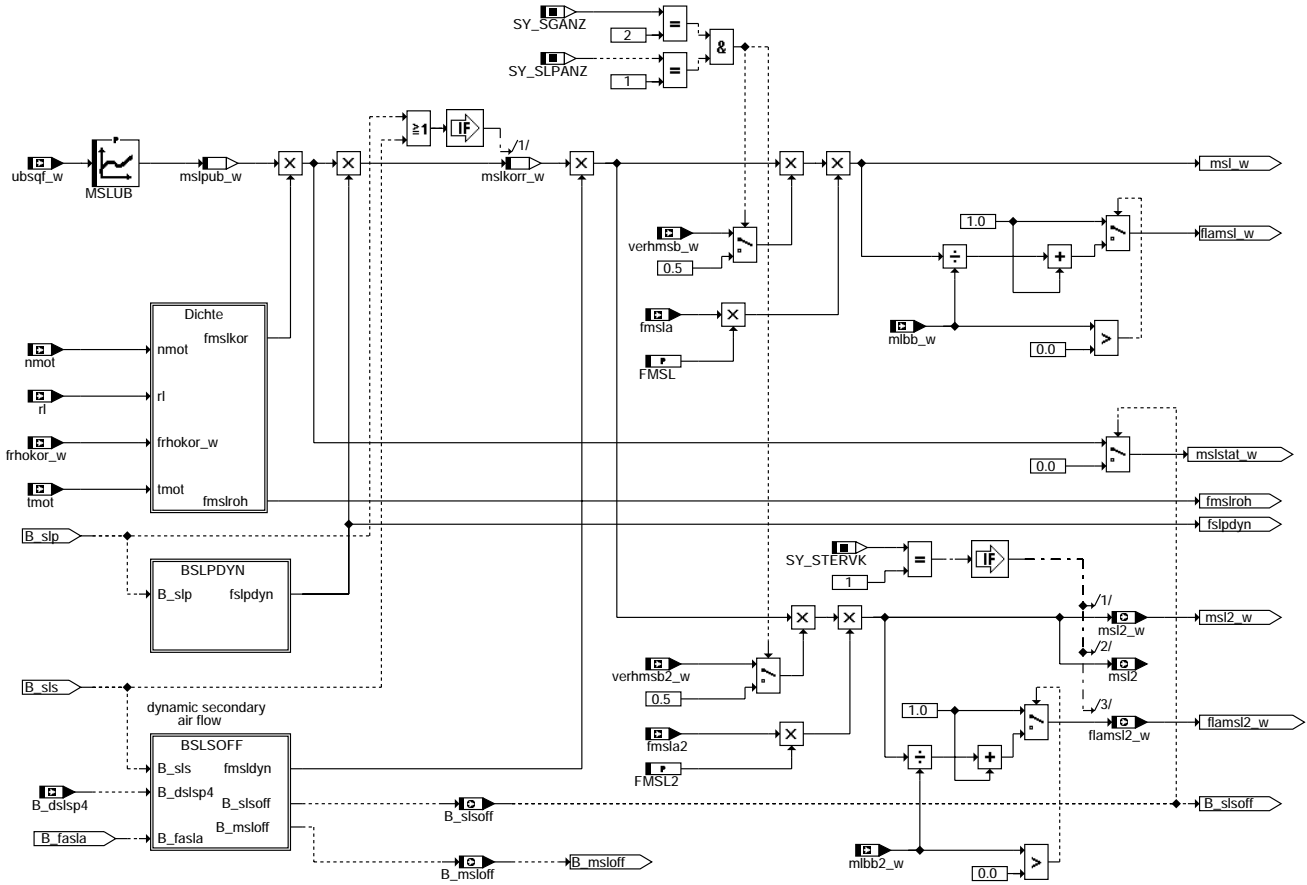 SY_SGANZ
=
2
&
SY_SLPANZ
=
1
≥1
IF
/1/
P
ubsqf_w
MSLUB
mslpub_w
mslkorr_w
msl_w
verhmsb_w
0.5
1.0
flamsl_w
÷
+
fmsla
P
FMSL
mlbb_w
0.0
>
Dichte
fmslkor
nmot
nmot
rl
rl
frhokor_w
frhokor_w
tmot
tmot
fmslroh
0.0
mslstat_w
fmslroh
fslpdyn
B_slp
BSLPDYN
B_slp
fslpdyn
SY_STERVK
=
1
IF
/1/
msl2_w
msl2_w
/2/
msl2
B_sls
verhmsb2_w
0.5
dynamic secondary
air flow
BSLSOFF
B_sls
fmsldyn
B_dslsp4
B_dslsp4
B_slsoff
B_msloff
B_fasla
B_fasla
fmsla2
P
FMSL2
1.0
/3/
flamsl2_w
flamsl2_w
÷
+
B_slsoff
B_slsoff
B_msloff
B_msloff
mlbb2_w
0.0
>